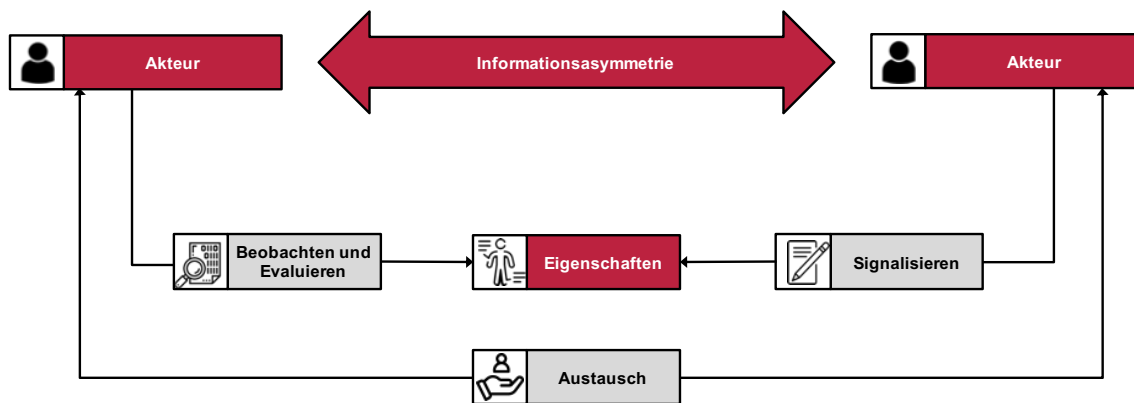 Akteur
Informationsasymmetrie
Akteur
Beobachten und
Evaluieren
Eigenschaften
Signalisieren
Austausch